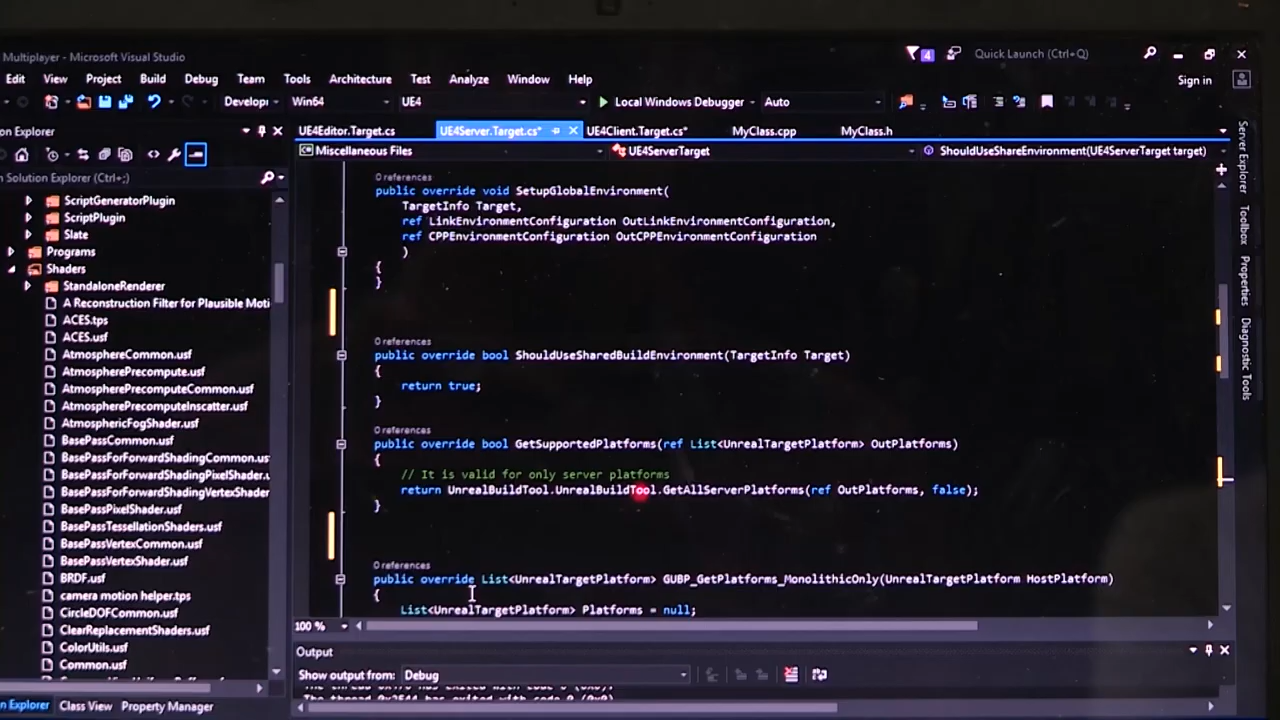 Multiplayer - Microsoft Visual Studio
4
Quick Launch (Ctrl+Q)
Edit View Project Build Debug Team Tools Architecture Test Analyze Window Help
Sign in
Develop Win64 UE4 Local Windows Debugger Auto
on Explorer
UE4Editor.Target.cs UE4Server.Target.cs* UE4Client.Target.cs* MyClass.cpp MyClass.h
Miscellaneous Files UE4ServerTarget ShouldUseShareEnvironment(UE4ServerTarget target)
Solution Explorer (Ctrl+;)
ScriptGeneratorPlugin
ScriptPlugin
Slate
Programs
Shaders
StandaloneRenderer
A Reconstruction Filter for Plausible Moti
ACES.tps
ACES.usf
AtmosphereCommon.usf
AtmospherePrecompute.usf
AtmospherePrecomputeCommon.usf
AtmospherePrecomputeInscatter.usf
AtmosphericFogShader.usf
BasePassCommon.usf
BasePassForForwardShadingCommon.us
BasePassForForwardShadingPixelShader.
BasePassForForwardShadingVertexShader
BasePassPixelShader.usf
BasePassTessellationShaders.usf
BasePassVertexCommon.usf
BasePassVertexShader.usf
BRDF.usf
camera motion helper.tps
CircleDOFCommon.usf
ClearReplacementShaders.usf
ColorUtils.usf
Common.usf
0 references
public override void SetupGlobalEnvironment(
TargetInfo Target,
ref LinkEnvironmentConfiguration OutLinkEnvironmentConfiguration,
ref CPPEnvironmentConfiguration OutCPPEnvironmentConfiguration
)
{
}
0 references
public override bool ShouldUseSharedBuildEnvironment(TargetInfo Target)
{
return true;
}
0 references
public override bool GetSupportedPlatforms(ref List<UnrealTargetPlatform> OutPlatforms)
{
// It is valid for only server platforms
return UnrealBuildTool.UnrealBuildTool.GetAllServerPlatforms(ref OutPlatforms, false);
}
0 references
public override List<UnrealTargetPlatform> GUBP_GetPlatforms_MonolithicOnly(UnrealTargetPlatform HostPlatform)
{
List<UnrealTargetPlatform> Platforms = null;
100 %
Output
Show output from: Debug
n Explorer Class View Property Manager
Server Explorer
Toolbox
Properties
Diagnostic Tools